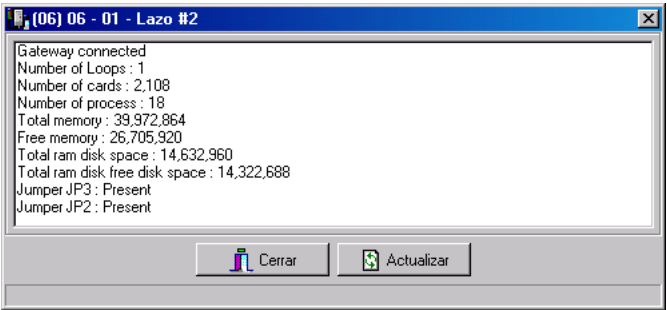 (06) 06 - 01 - Lazo #2
Gateway connected
Number of Loops : 1
Number of cards : 2,108
Number of process : 18
Total memory : 39,972,864
Free memory : 26,705,920
Total ram disk space : 14,632,960
Total ram disk free disk space : 14,322,688
Jumper JP3 : Present
Jumper JP2 : Present
Cerrar
Actualizar